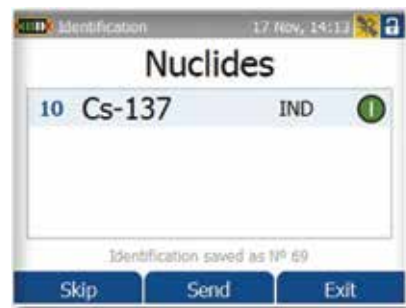 Identification 17 Nov, 14:13
Nuclides
10 Cs-137 IND I
Identification saved as Nº 69
Skip Send Exit